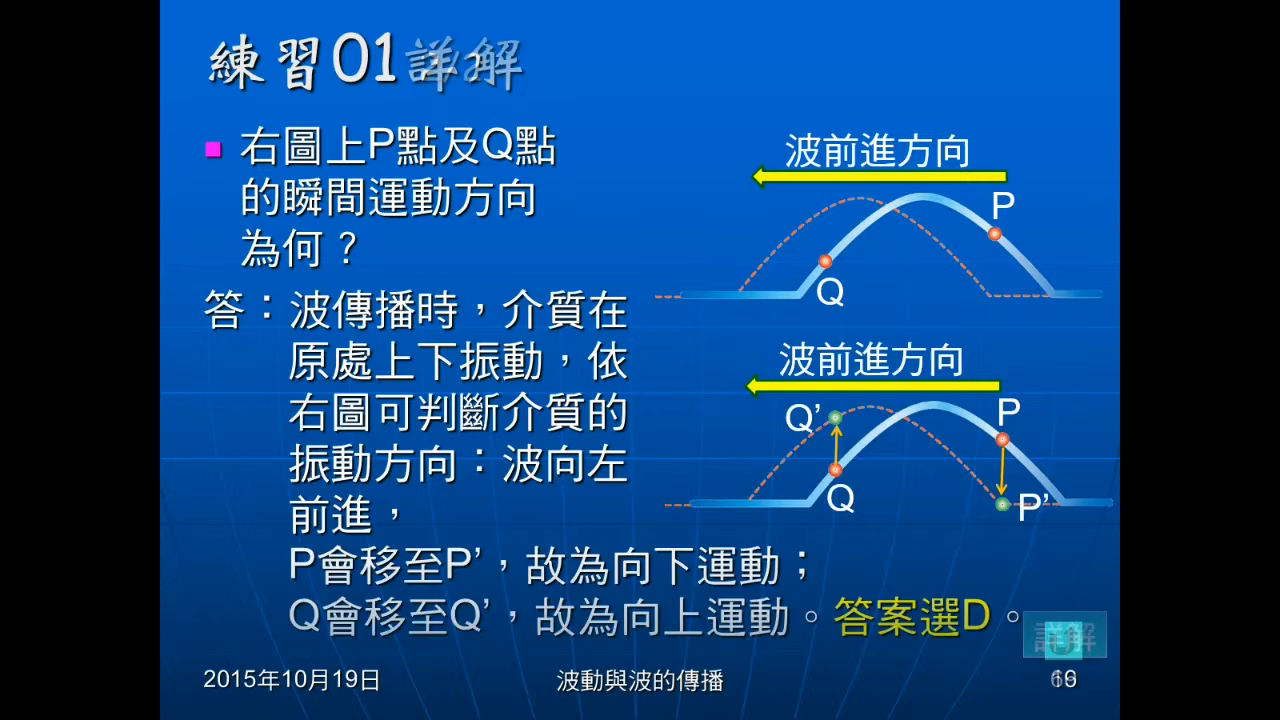 練習01詳解
右圖上P點及Q點
的瞬間運動方向
為何？
答：波傳播時，介質在
原處上下振動，依
右圖可判斷介質的
振動方向：波向左
前進，
P會移至P’，故為向下運動；
Q會移至Q’，故為向上運動。答案選D。
波前進方向
P
Q
波前進方向
Q’
P
Q
P’
詳解
2015年10月19日
波動與波的傳播